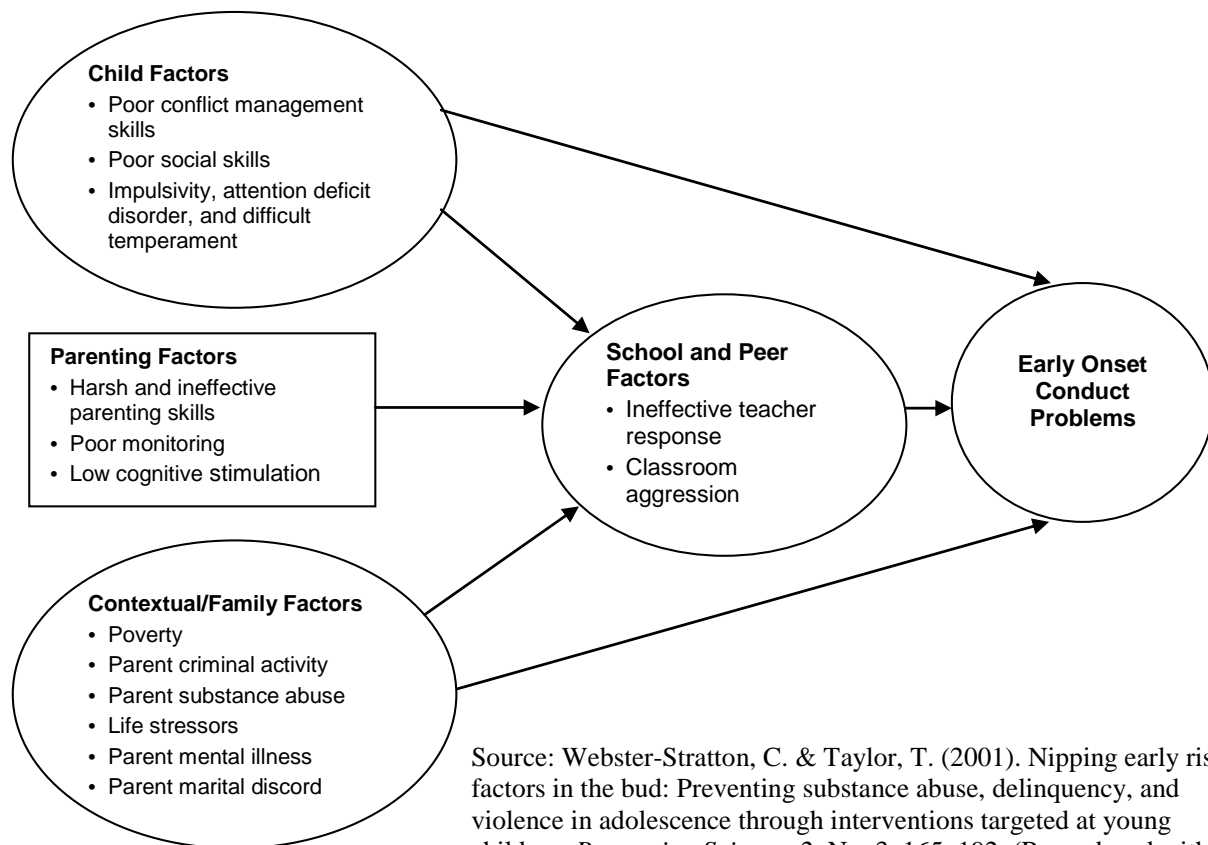 Child Factors
• Poor conflict management
skills
• Poor social skills
• Impulsivity, attention deficit
disorder, and difficult
temperament
Parenting Factors
• Harsh and ineffective
parenting skills
• Poor monitoring
• Low cognitive stimulation
School and Peer
Factors
• Ineffective teacher
response
• Classroom
aggression
Early Onset
Conduct
Problems
Contextual/Family Factors
• Poverty
• Parent criminal activity
• Parent substance abuse
• Life stressors
• Parent mental illness
• Parent marital discord
Source: Webster-Stratton, C. & Taylor, T. (2001). Nipping early ris
factors in the bud: Preventing substance abuse, delinquency, and
violence in adolescence through interventions targeted at young